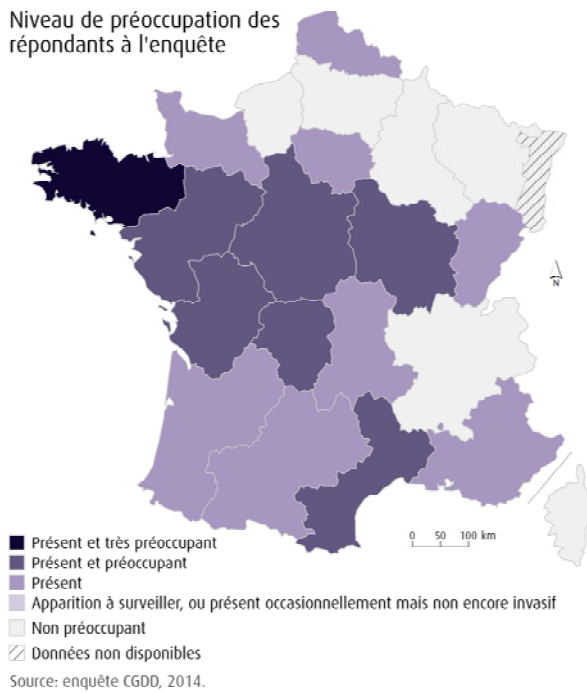 Niveau de préoccupation des
répondants à l'enquête
N
0 50 100 km
Présent et très préoccupant
Présent et préoccupant
Présent
Apparition à surveiller, ou présent occasionnellement mais non encore invasif
Non préoccupant
Données non disponibles
Source: enquête CGDD, 2014.